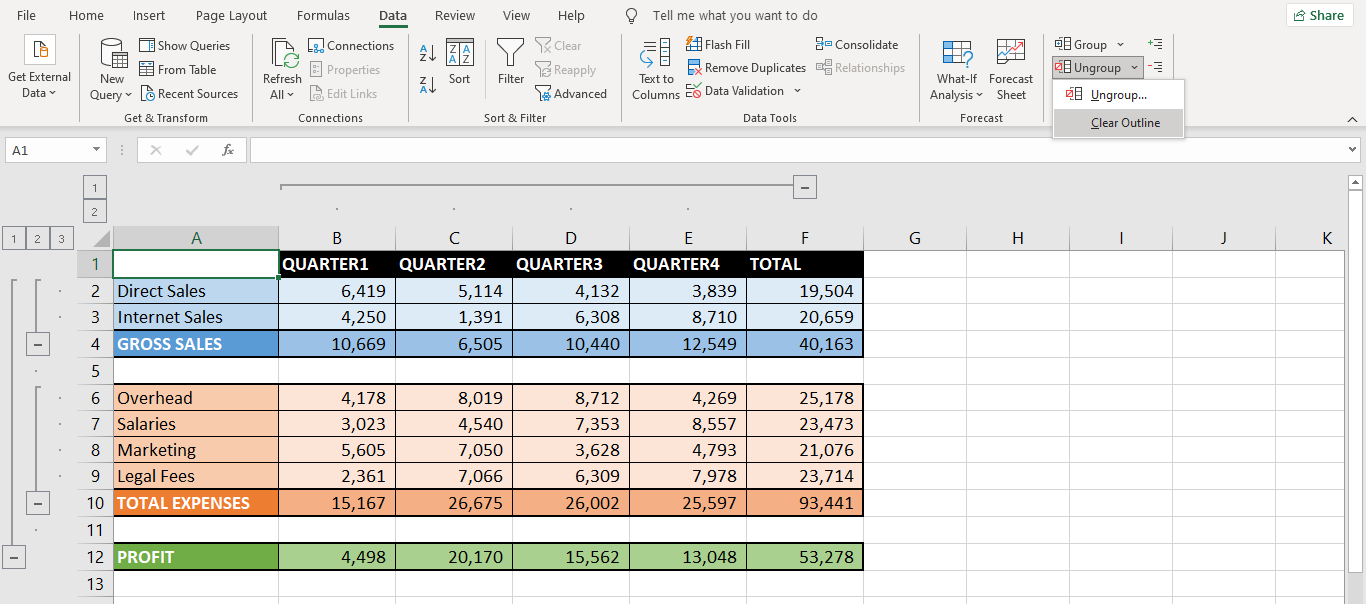 File Home Insert Page Layout Formulas Data Review View Help Tell me what you want to do Share
Get External Data
New Query
Show Queries
From Table
Recent Sources
Get & Transform
Refresh All
Connections
Properties
Edit Links
Connections
Sort
Filter
Clear
Reapply
Advanced
Sort & Filter
Text to Columns
Flash Fill
Remove Duplicates
Data Validation
Consolidate
Relationships
Data Tools
What-If Analysis
Forecast Sheet
Forecast
Group
Ungroup
Ungroup...
Clear Outline
A1 fx
1
2
1 2 3
A B C D E F G H I J K
1 QUARTER1 QUARTER2 QUARTER3 QUARTER4 TOTAL
2 Direct Sales 6,419 5,114 4,132 3,839 19,504
3 Internet Sales 4,250 1,391 6,308 8,710 20,659
4 GROSS SALES 10,669 6,505 10,440 12,549 40,163
5
6 Overhead 4,178 8,019 8,712 4,269 25,178
7 Salaries 3,023 4,540 7,353 8,557 23,473
8 Marketing 5,605 7,050 3,628 4,793 21,076
9 Legal Fees 2,361 7,066 6,309 7,978 23,714
10 TOTAL EXPENSES 15,167 26,675 26,002 25,597 93,441
11
12 PROFIT 4,498 20,170 15,562 13,048 53,278
13